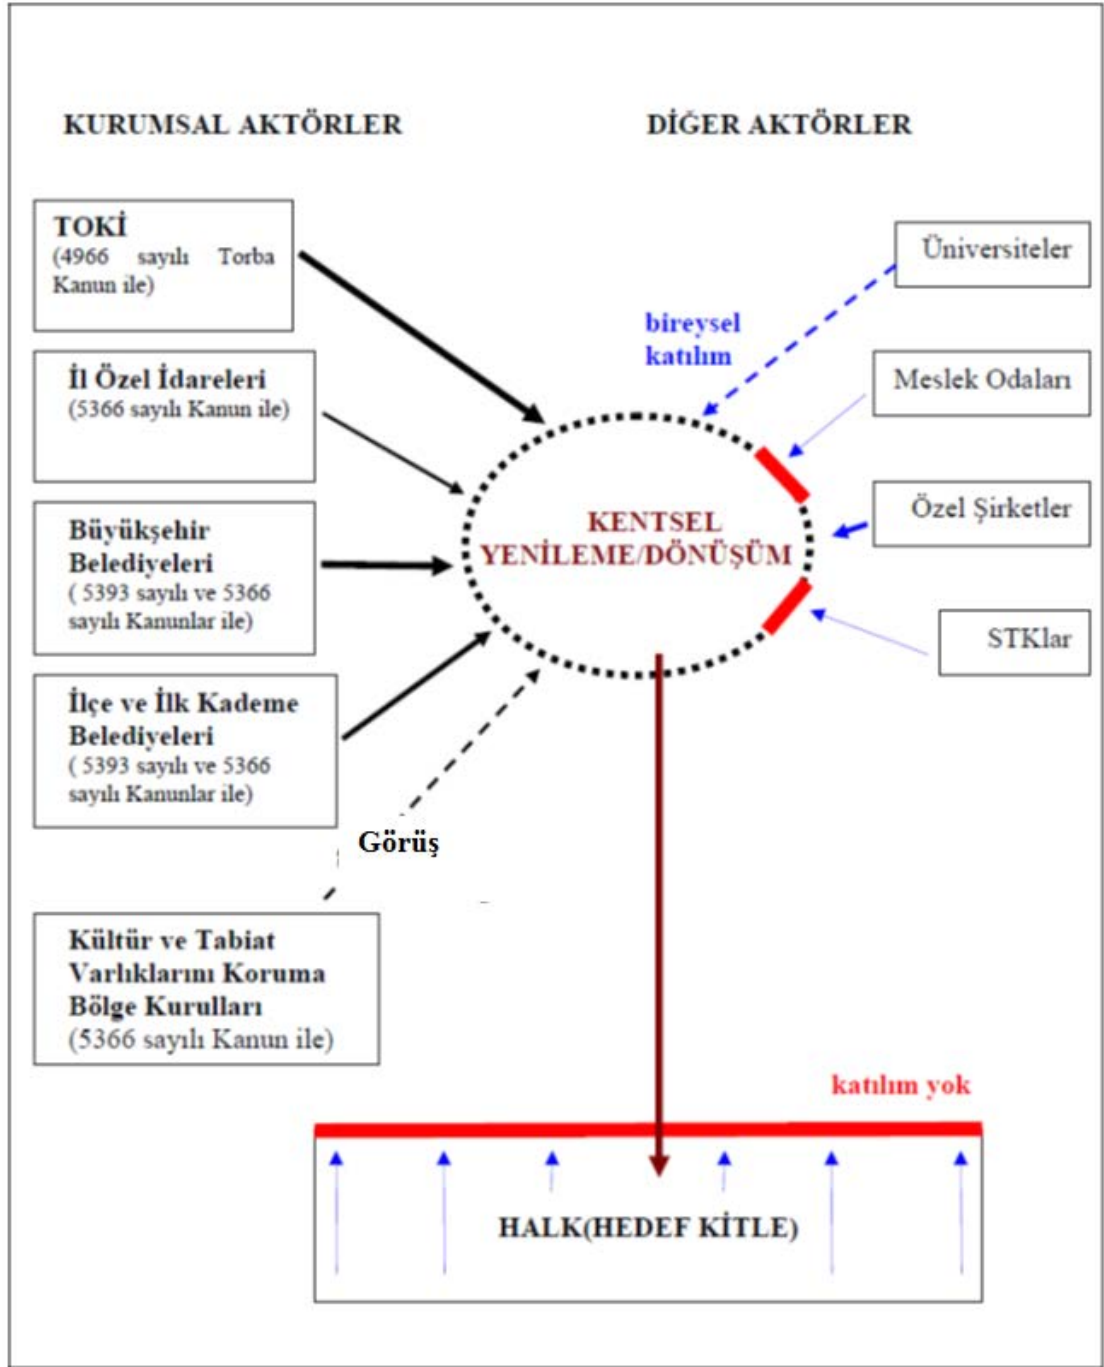 KURUMSAL AKTÖRLER
DİĞER AKTÖRLER
TOKİ
(4966 sayılı Torba
Kanun ile)
İl Özel İdareleri
(5366 sayılı Kanun ile)
Büyükşehir
Belediyeleri
( 5393 sayılı ve 5366
sayılı Kanunlar ile)
İlçe ve İlk Kademe
Belediyeleri
( 5393 sayılı ve 5366
sayılı Kanunlar ile)
Görüş
Kültür ve Tabiat
Varlıklarını Koruma
Bölge Kurulları
(5366 sayılı Kanun ile)
bireysel
katılım
Üniversiteler
Meslek Odaları
Özel Şirketler
STKlar
KENTSEL
YENİLEME/DÖNÜŞÜM
katılım yok
HALK(HEDEF KİTLE)